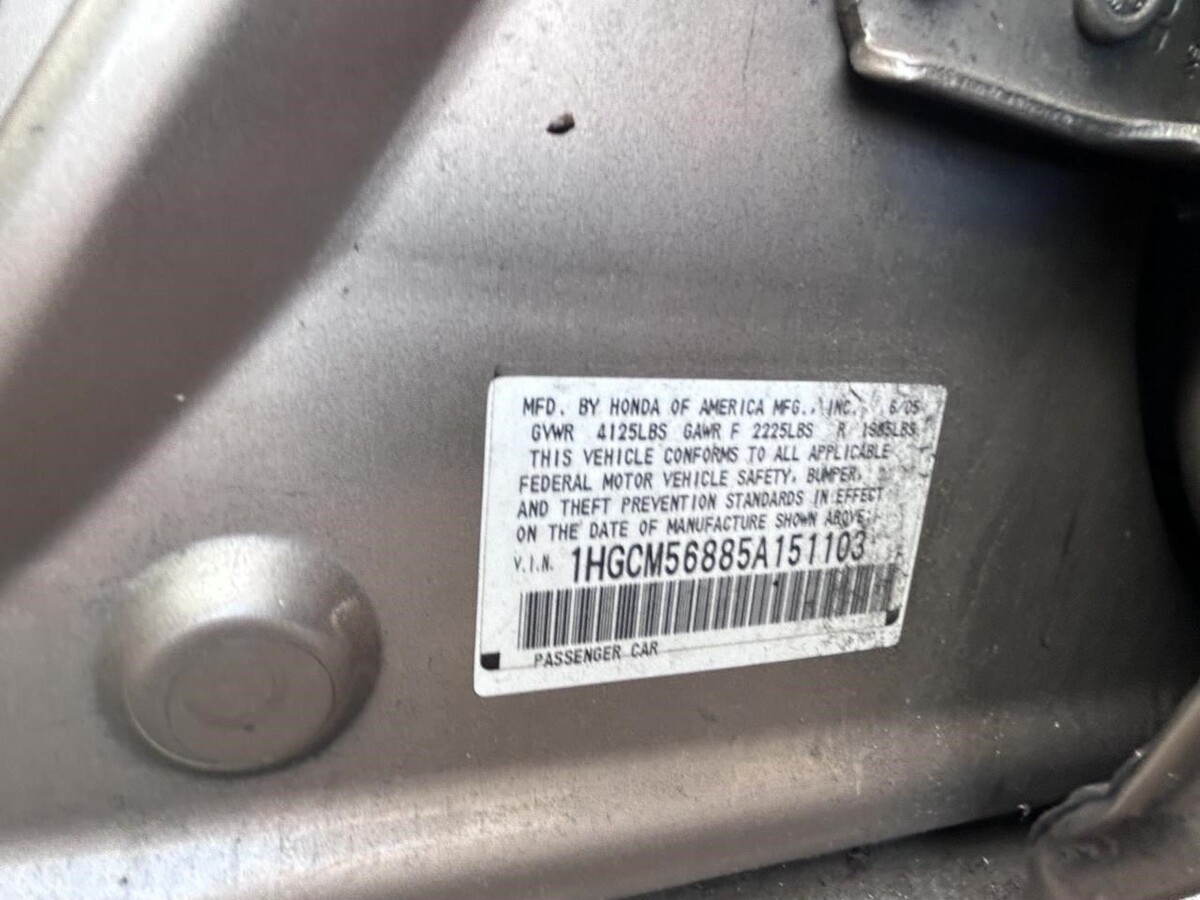 MFD. BY HONDA OF AMERICA MFG., INC. 6/05
GVWR 4125LBS GAWR F 2225LBS R 1985LBS
THIS VEHICLE CONFORMS TO ALL APPLICABLE
FEDERAL MOTOR VEHICLE SAFETY, BUMPER,
AND THEFT PREVENTION STANDARDS IN EFFECT
ON THE DATE OF MANUFACTURE SHOWN ABOVE.
V.I.N. 1HGCM56885A151103
PASSENGER CAR